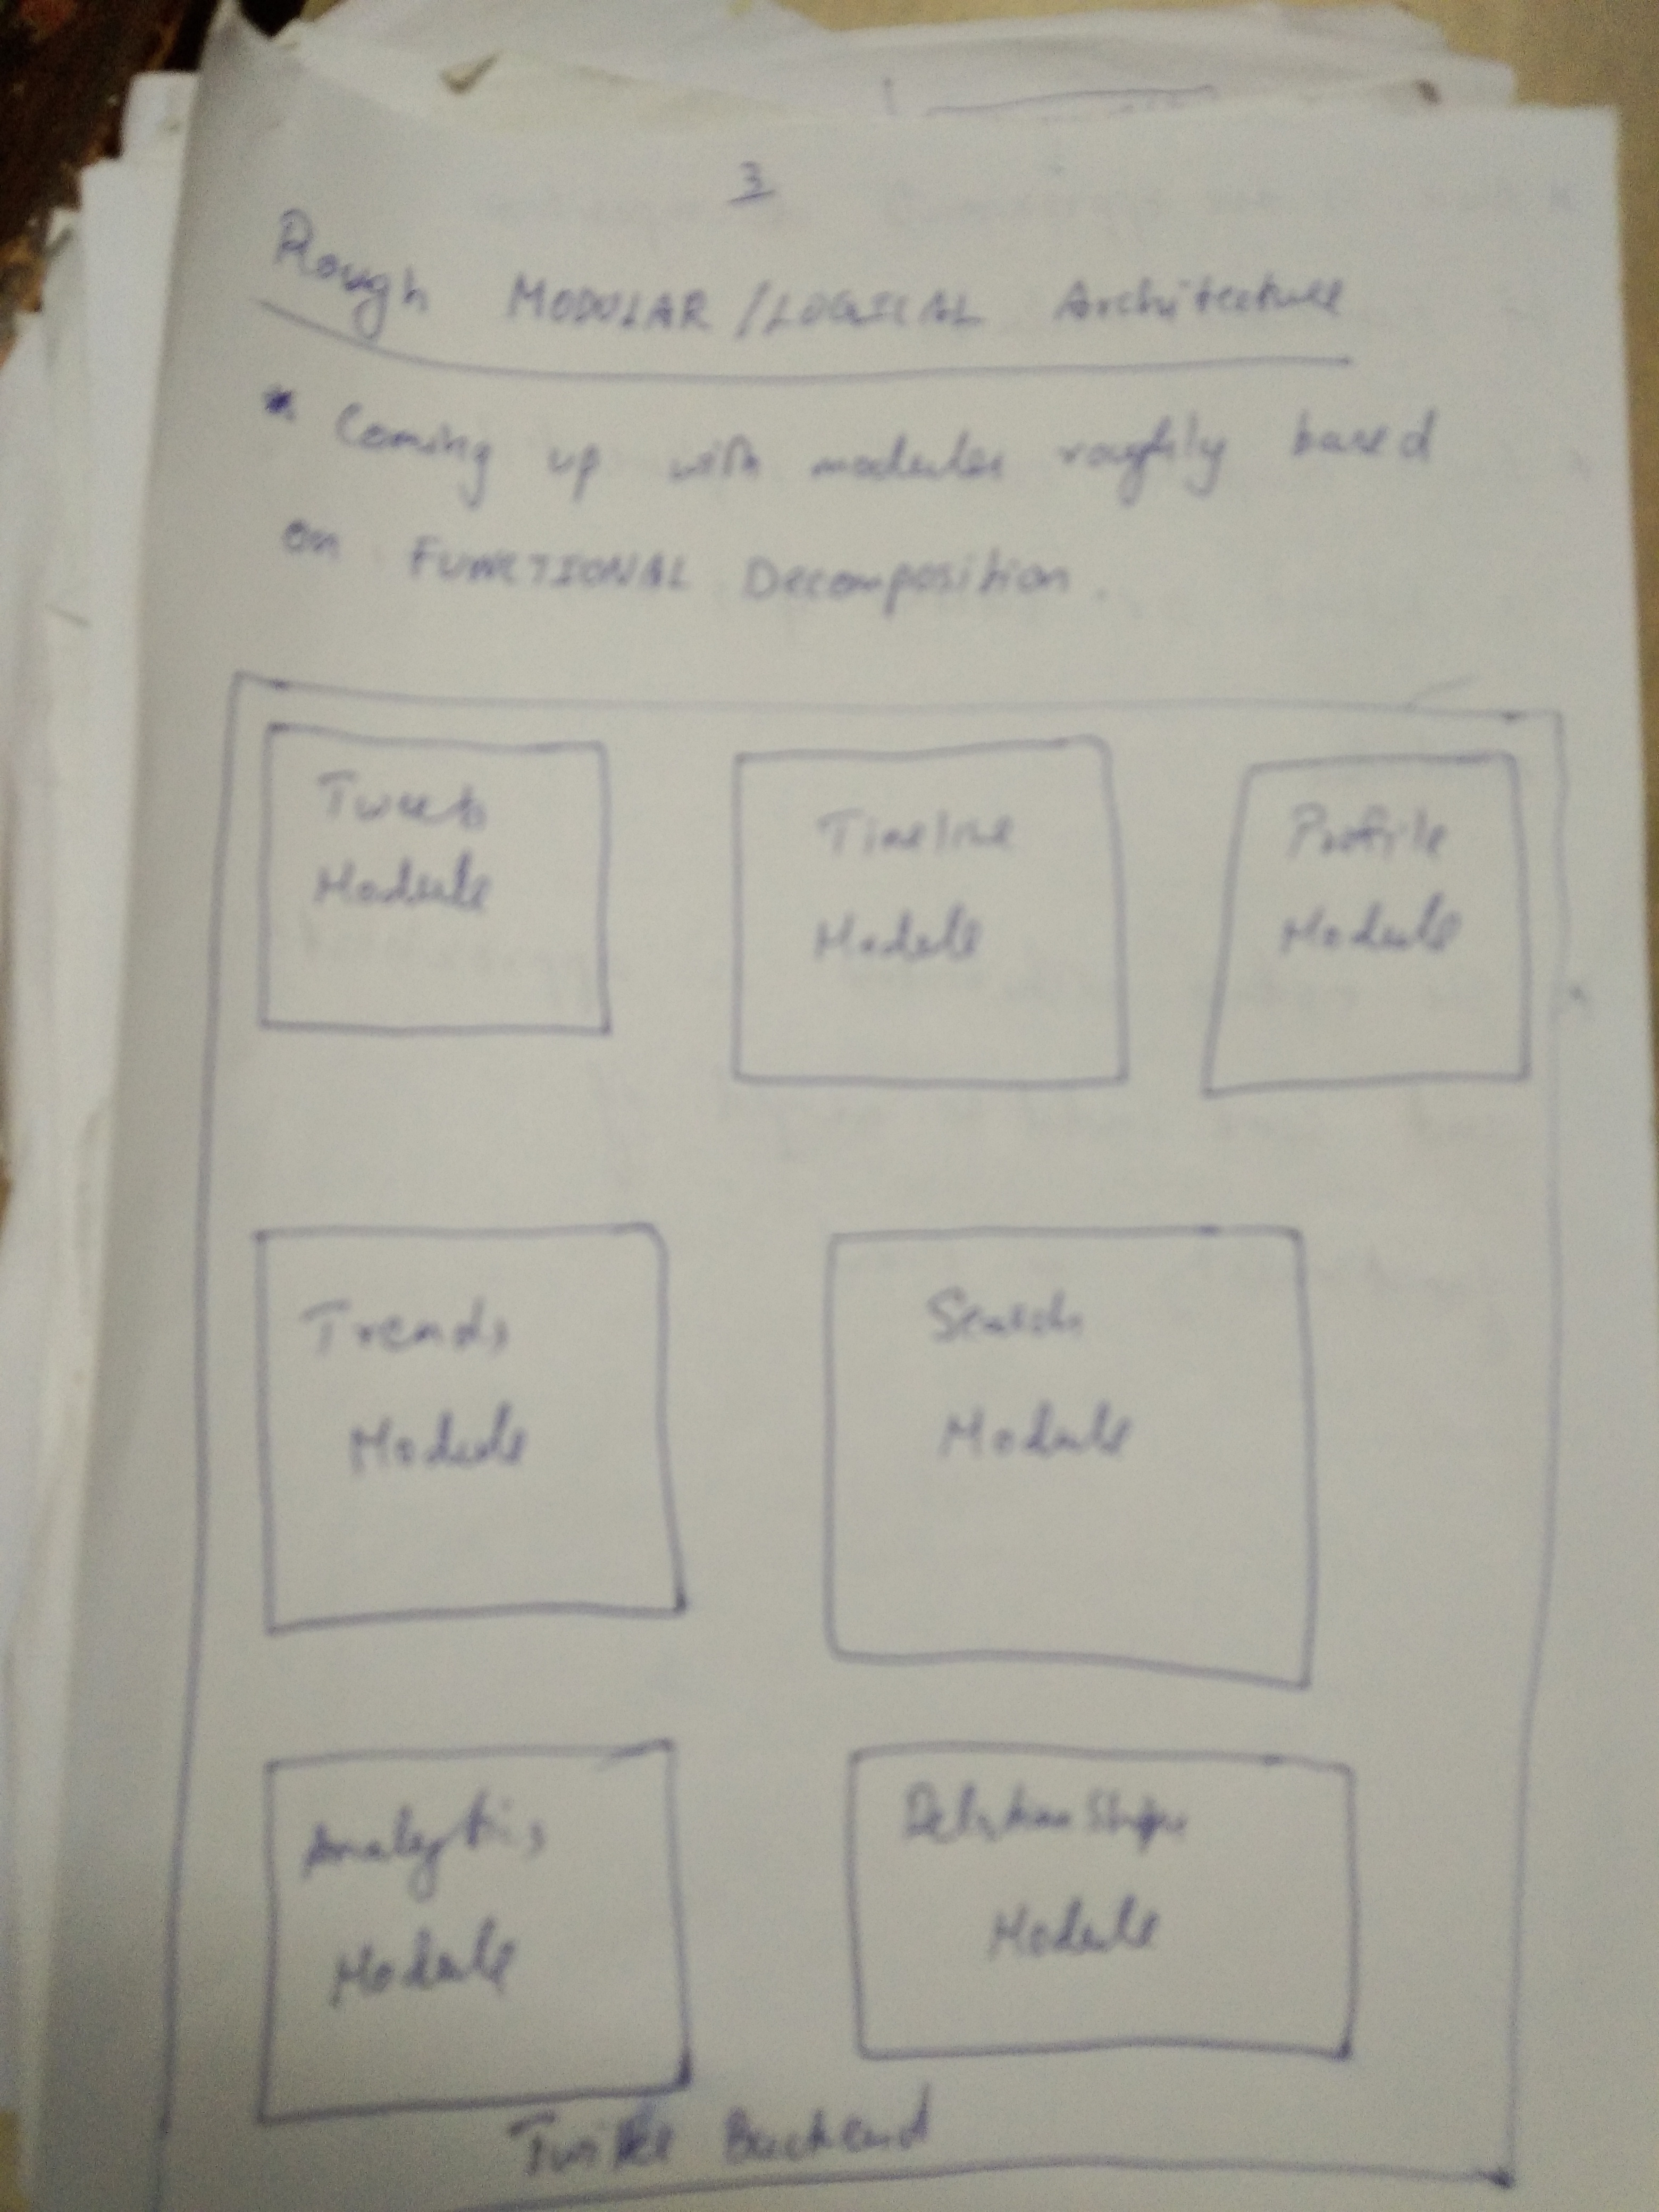 3
Rough MODULAR/LOGICAL Architecture
* Coming up with modules roughly based
on FUNCTIONAL Decomposition.
Tweets
Module
Timeline
Module
Profile
Module
Trends
Module
Search
Module
Analytics
Module
Relationships
Module
Twitter Backend